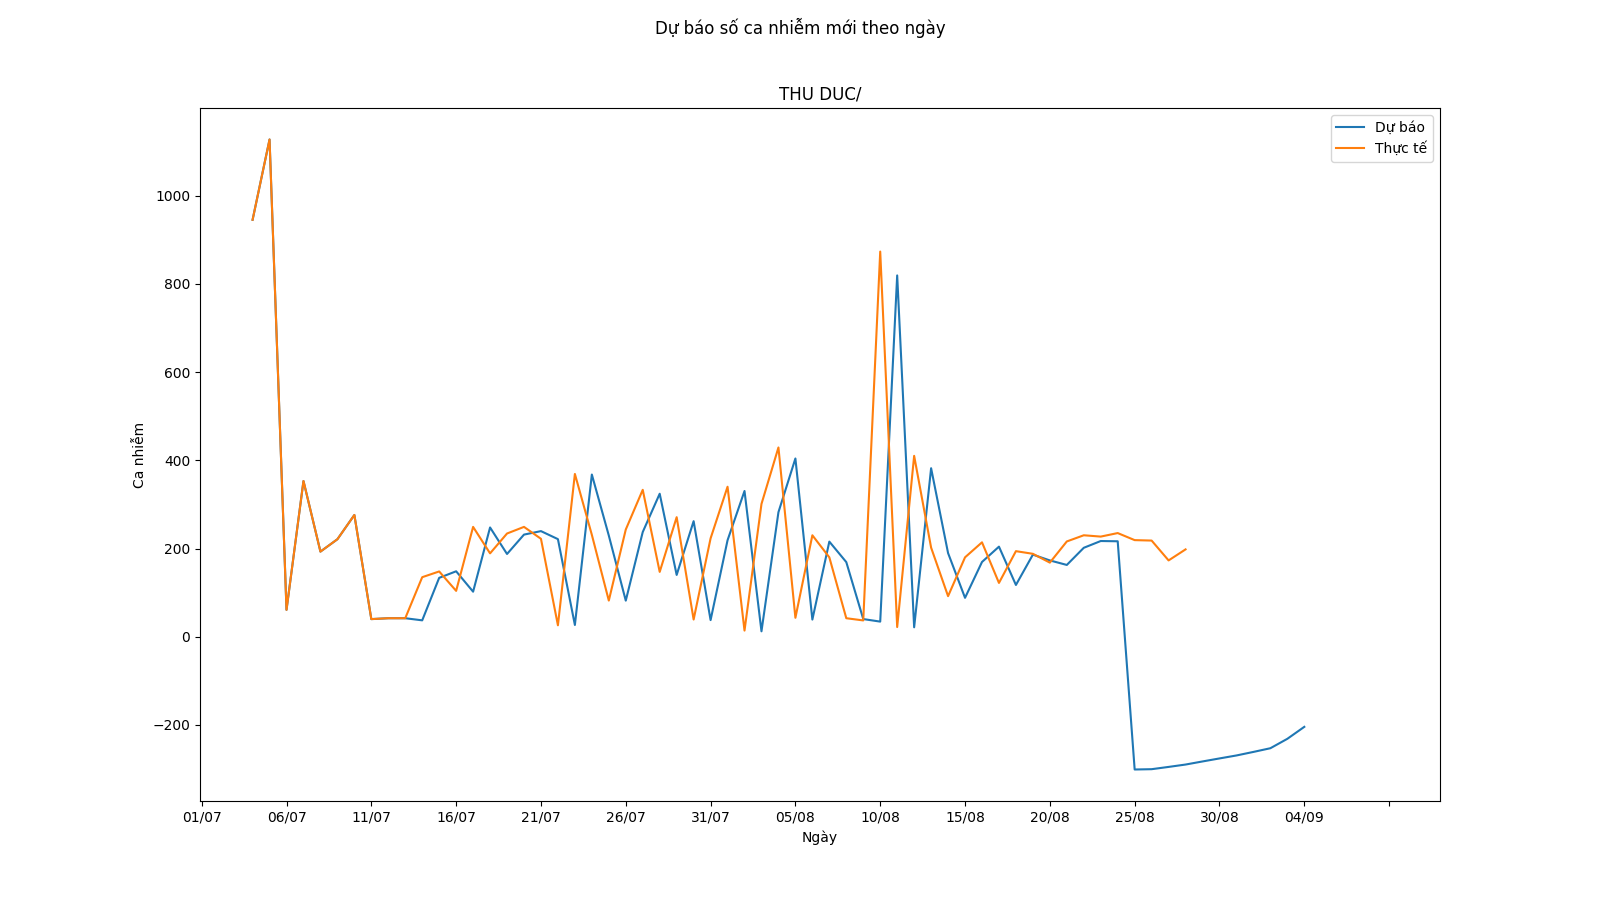 Dự báo số ca nhiễm mới theo ngày
THU DUC/
Dự báo
Thực tế
1000
800
600
400
200
0
−200
Ca nhiễm
01/07 06/07 11/07 16/07 21/07 26/07 31/07 05/08 10/08 15/08 20/08 25/08 30/08 04/09
Ngày